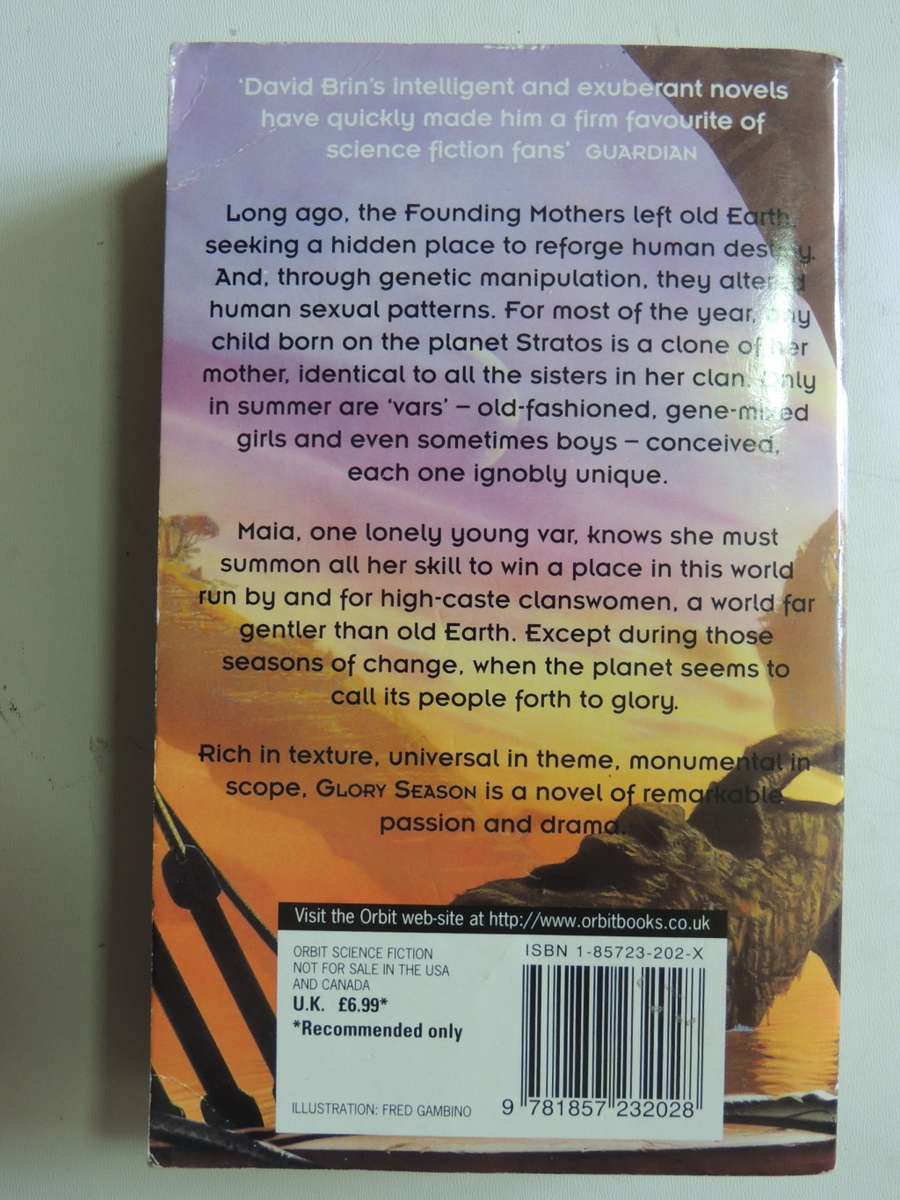 'David Brin's intelligent and exuberant novels
have quickly made him a firm favourite of
science fiction fans' GUARDIAN
Long ago, the Founding Mothers left old Earth,
seeking a hidden place to reforge human destiny.
And, through genetic manipulation, they altered
human sexual patterns. For most of the year, any
child born on the planet Stratos is a clone of her
mother, identical to all the sisters in her clan. Only
in summer are 'vars' – old-fashioned, gene-mixed
girls and even sometimes boys – conceived,
each one ignobly unique.
Maia, one lonely young var, knows she must
summon all her skill to win a place in this world
run by and for high-caste clanswomen, a world far
gentler than old Earth. Except during those
seasons of change, when the planet seems to
call its people forth to glory.
Rich in texture, universal in theme, monumental in
scope, GLORY SEASON is a novel of remarkable
passion and drama.
Visit the Orbit web-site at http://www.orbitbooks.co.uk
ORBIT SCIENCE FICTION
NOT FOR SALE IN THE USA
AND CANADA
U.K. £6.99*
*Recommended only
ILLUSTRATION: FRED GAMBINO
ISBN 1-85723-202-X
9 781857 232028